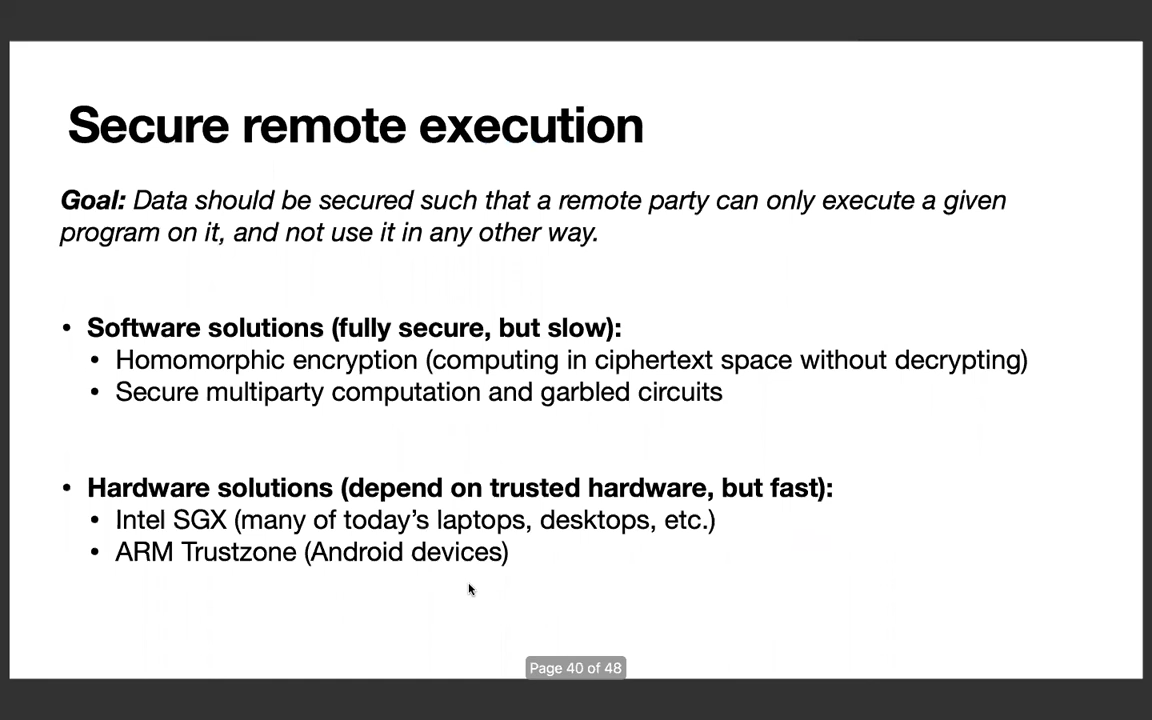 Secure remote execution
Goal: Data should be secured such that a remote party can only execute a given
program on it, and not use it in any other way.
• Software solutions (fully secure, but slow):
• Homomorphic encryption (computing in ciphertext space without decrypting)
• Secure multiparty computation and garbled circuits
• Hardware solutions (depend on trusted hardware, but fast):
• Intel SGX (many of today’s laptops, desktops, etc.)
• ARM Trustzone (Android devices)
Page 40 of 48